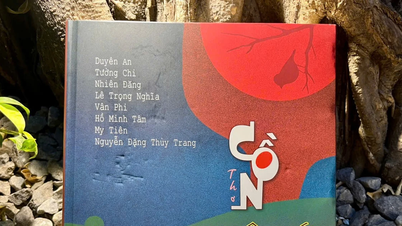 Duyên An
Tường Chi
Nhiên Đăng
Lê Trọng Nghĩa
Vân Phi
Hồ Minh Tâm
My Tiên
Nguyễn Đặng Thùy Trang
CỒN
Thơ